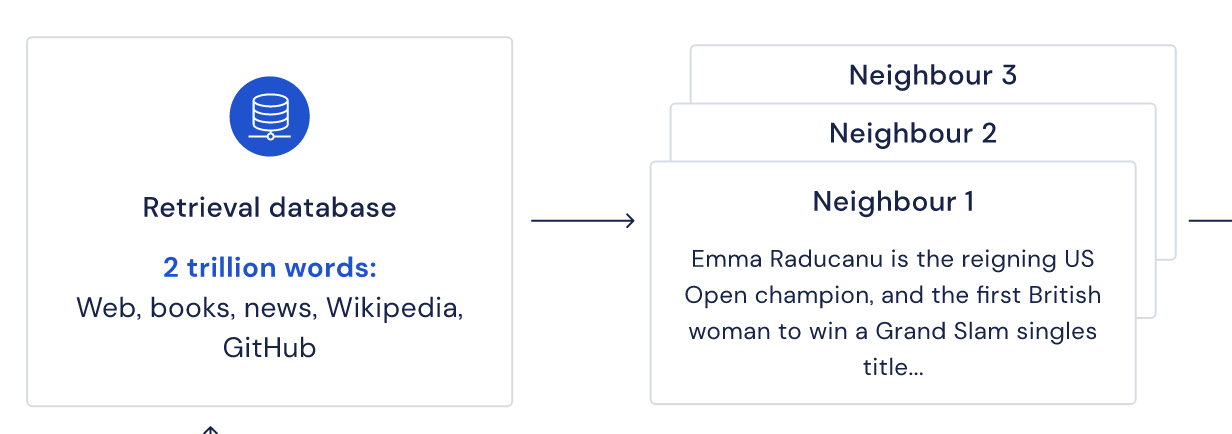 Retrieval database
2 trillion words:
Web, books, news, Wikipedia,
GitHub
Neighbour 3
Neighbour 2
Neighbour 1
Emma Raducanu is the reigning US
Open champion, and the first British
woman to win a Grand Slam singles
title...